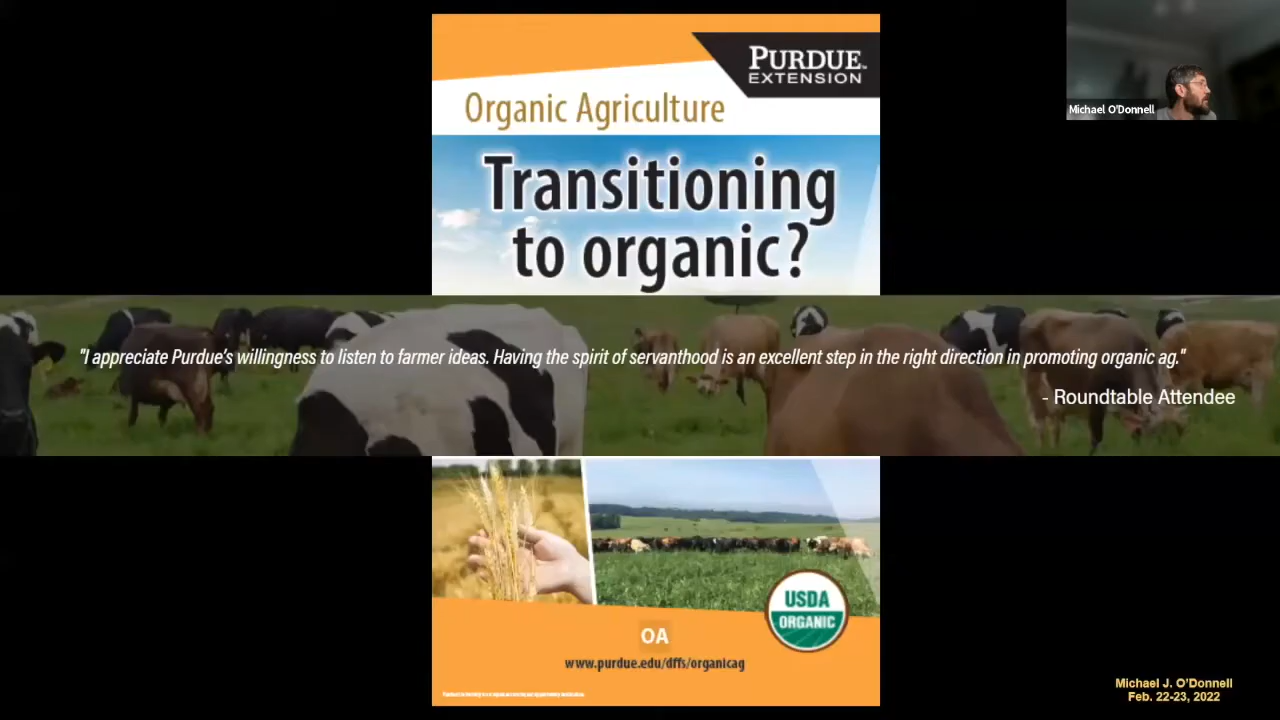 PURDUE
EXTENSION
Michael O'Donnell
Organic Agriculture
Transitioning
to organic?
"I appreciate Purdue's willingness to listen to farmer ideas. Having the spirit of servanthood is an excellent step in the right direction in promoting organic ag."
- Roundtable Attendee
USDA
ORGANIC
OA
www.purdue.edu/dffs/organicag
Michael J. O'Donnell
Feb. 22-23, 2022